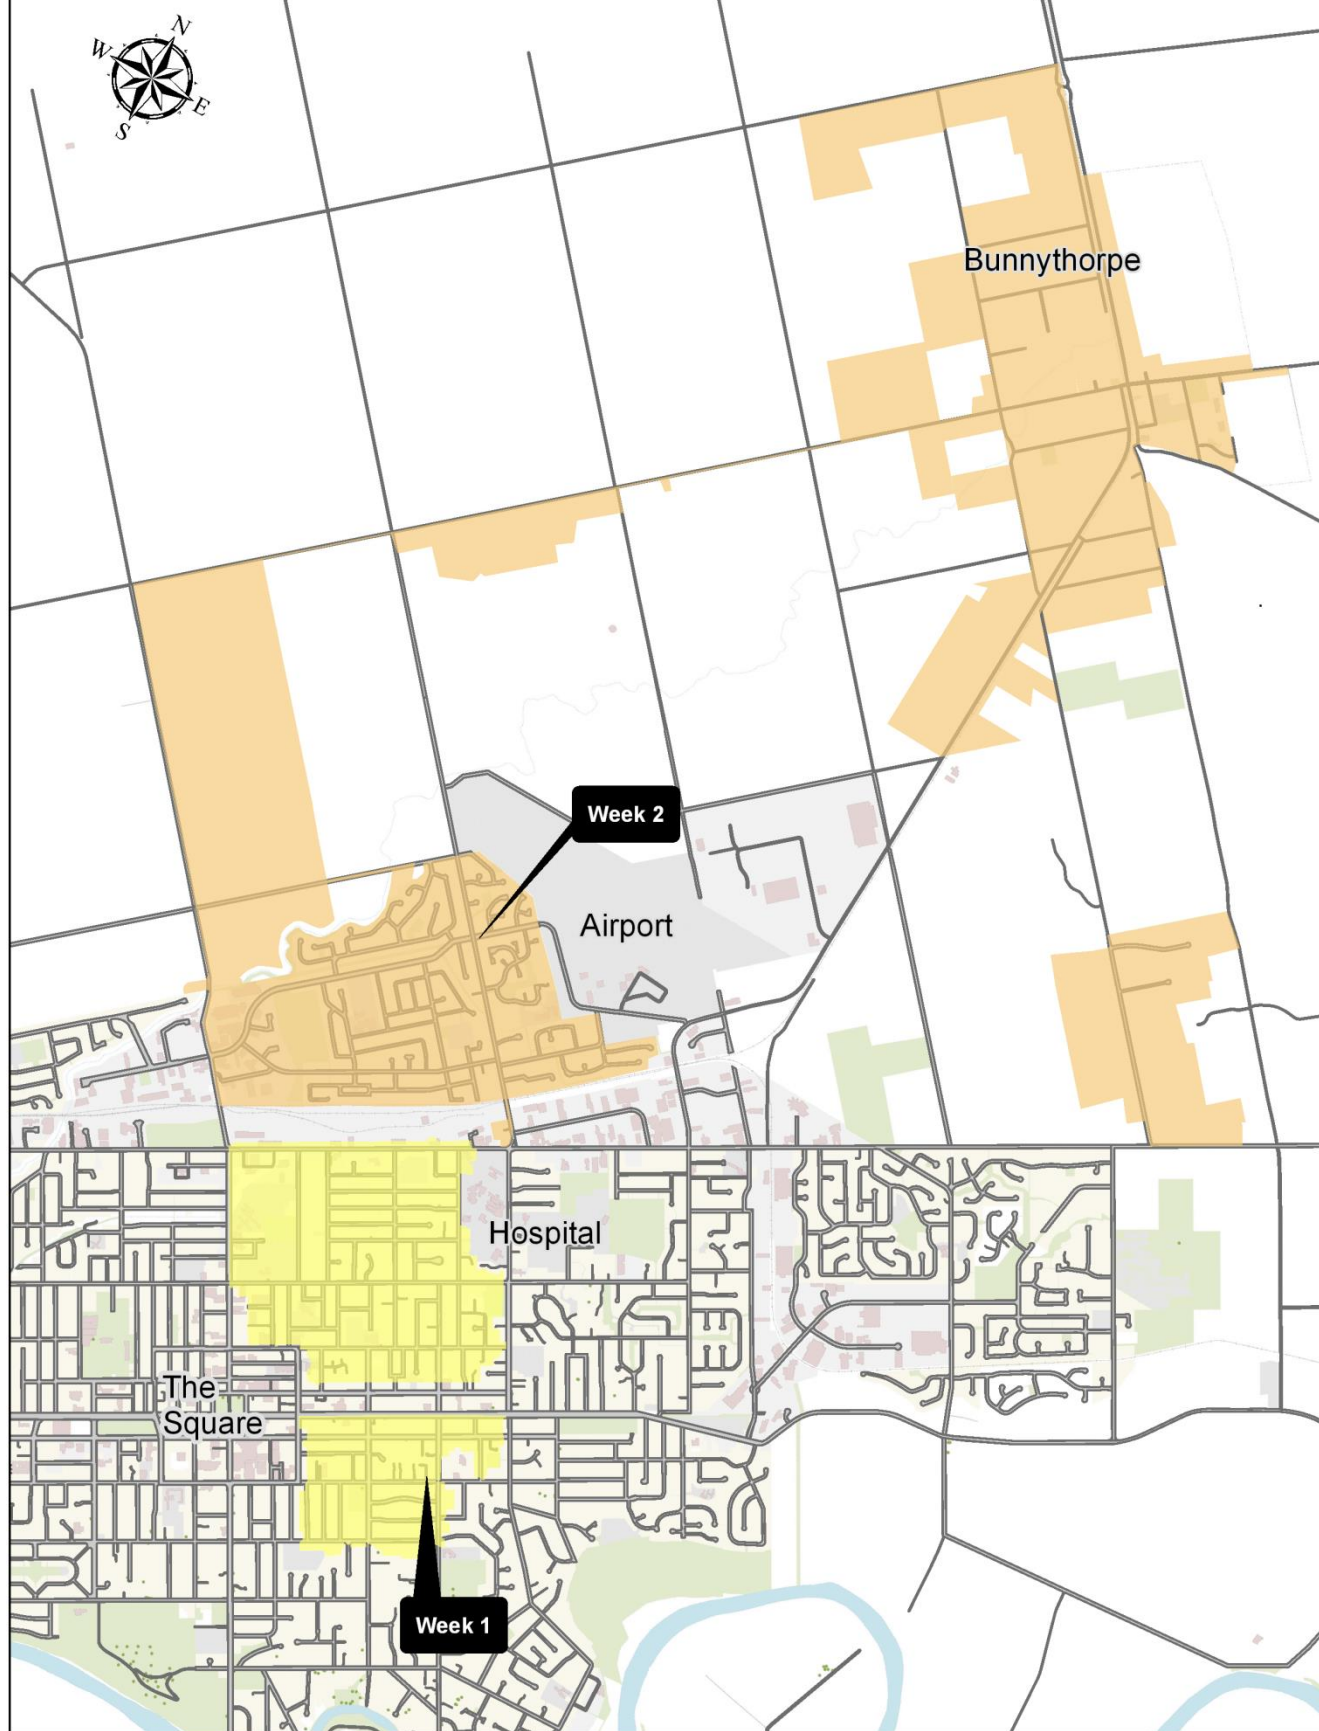 N
W
E
S
Bunnythorpe
Week 2
Airport
Hospital
The
Square
Week 1